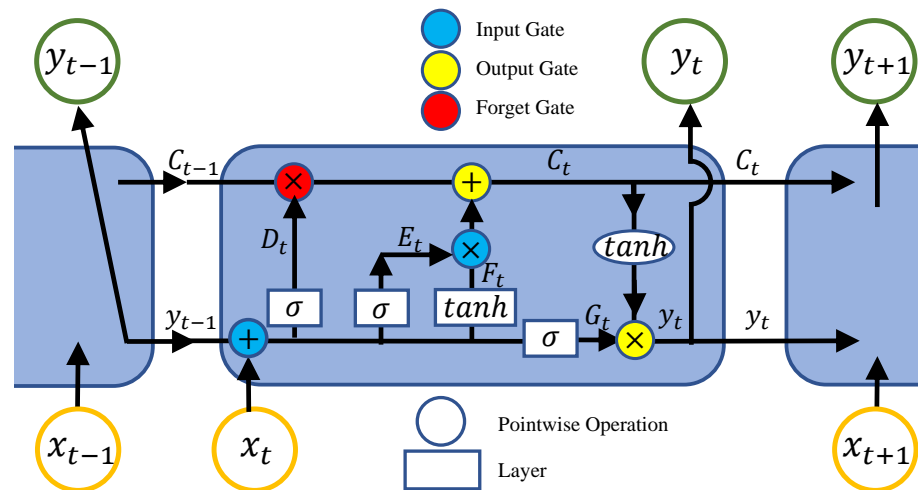 Input Gate
y_{t-1}
Output Gate
y_t
y_{t+1}
Forget Gate
C_{t-1}
×
+
C_t
C_t
D_t
E_t
×
F_t
tanh
σ
σ
tanh
y_{t-1}
+
σ
G_t
×
y_t
y_t
x_{t-1}
x_t
Pointwise Operation
x_{t+1}
Layer